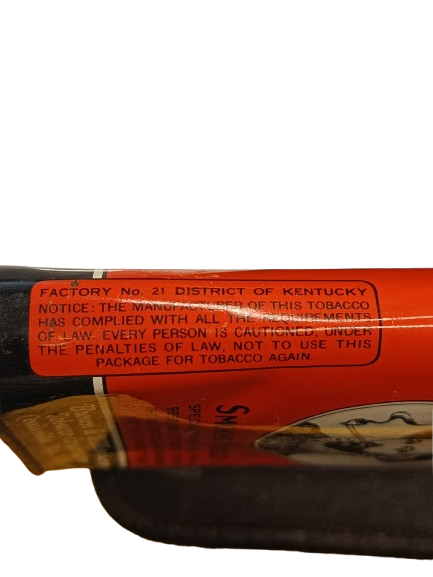 FACTORY No. 21 DISTRICT OF KENTUCKY
NOTICE: THE MANUFACTURER OF THIS TOBACCO
HAS COMPLIED WITH ALL THE REQUIREMENTS
OF LAW. EVERY PERSON IS CAUTIONED, UNDER
THE PENALTIES OF LAW, NOT TO USE THIS
PACKAGE FOR TOBACCO AGAIN.